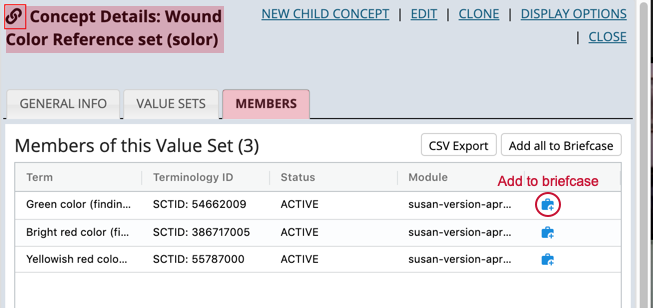 Concept Details: Wound
Color Reference set (solor)
NEW CHILD CONCEPT | EDIT | CLONE | DISPLAY OPTIONS
| CLOSE
GENERAL INFO VALUE SETS MEMBERS
Members of this Value Set (3)
CSV Export Add all to Briefcase
Term Terminology ID Status Module
Add to briefcase
Green color (findin... SCTID: 54662009 ACTIVE susan-version-apr...
Bright red color (fi... SCTID: 386717005 ACTIVE susan-version-apr...
Yellowish red colo... SCTID: 55787000 ACTIVE susan-version-apr...